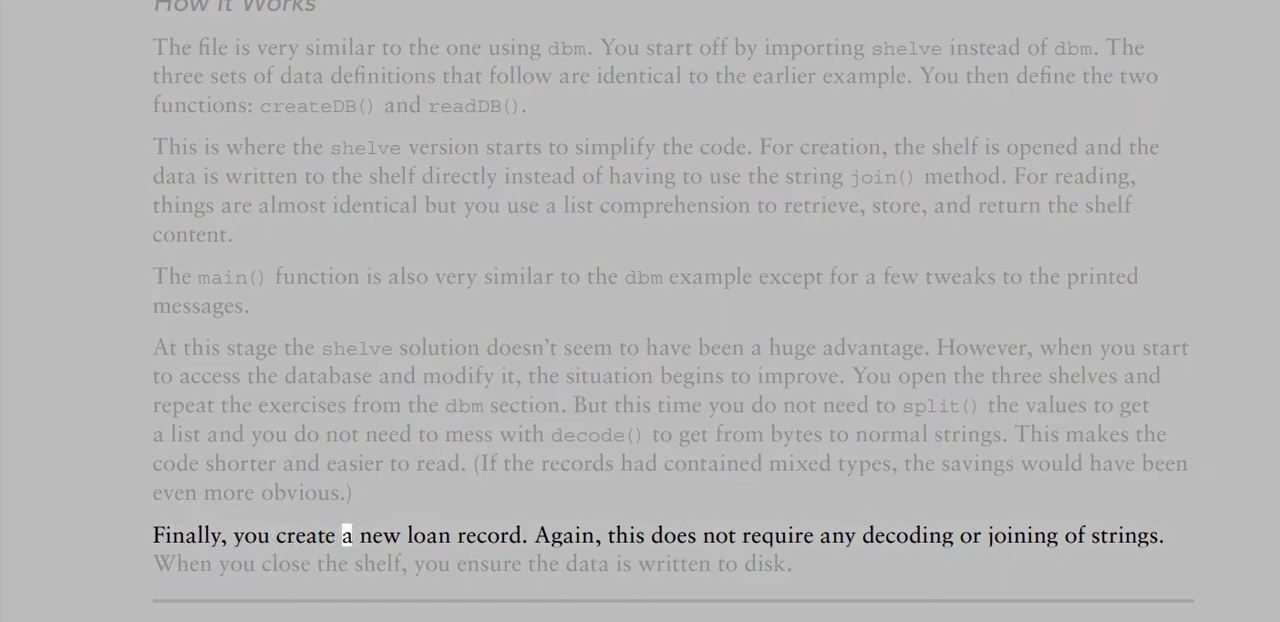 How It Works
The file is very similar to the one using dbm. You start off by importing shelve instead of dbm. The
three sets of data definitions that follow are identical to the earlier example. You then define the two
functions: createDB() and readDB().
This is where the shelve version starts to simplify the code. For creation, the shelf is opened and the
data is written to the shelf directly instead of having to use the string join() method. For reading,
things are almost identical but you use a list comprehension to retrieve, store, and return the shelf
content.
The main() function is also very similar to the dbm example except for a few tweaks to the printed
messages.
At this stage the shelve solution doesn’t seem to have been a huge advantage. However, when you start
to access the database and modify it, the situation begins to improve. You open the three shelves and
repeat the exercises from the dbm section. But this time you do not need to split() the values to get
a list and you do not need to mess with decode() to get from bytes to normal strings. This makes the
code shorter and easier to read. (If the records had contained mixed types, the savings would have been
even more obvious.)
Finally, you create a new loan record. Again, this does not require any decoding or joining of strings.
When you close the shelf, you ensure the data is written to disk.